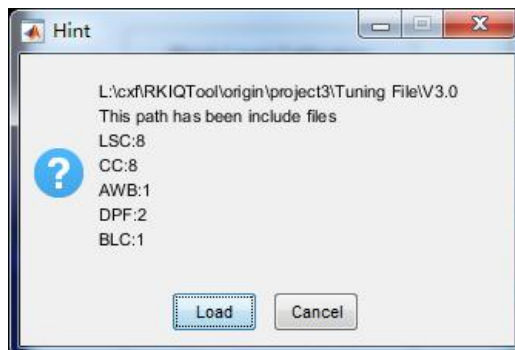 Hint
L:\cxf\RKIQTool\origin\project3\Tuning File\V3.0
This path has been include files
LSC:8
CC:8
AWB:1
DPF:2
BLC:1
Load
Cancel